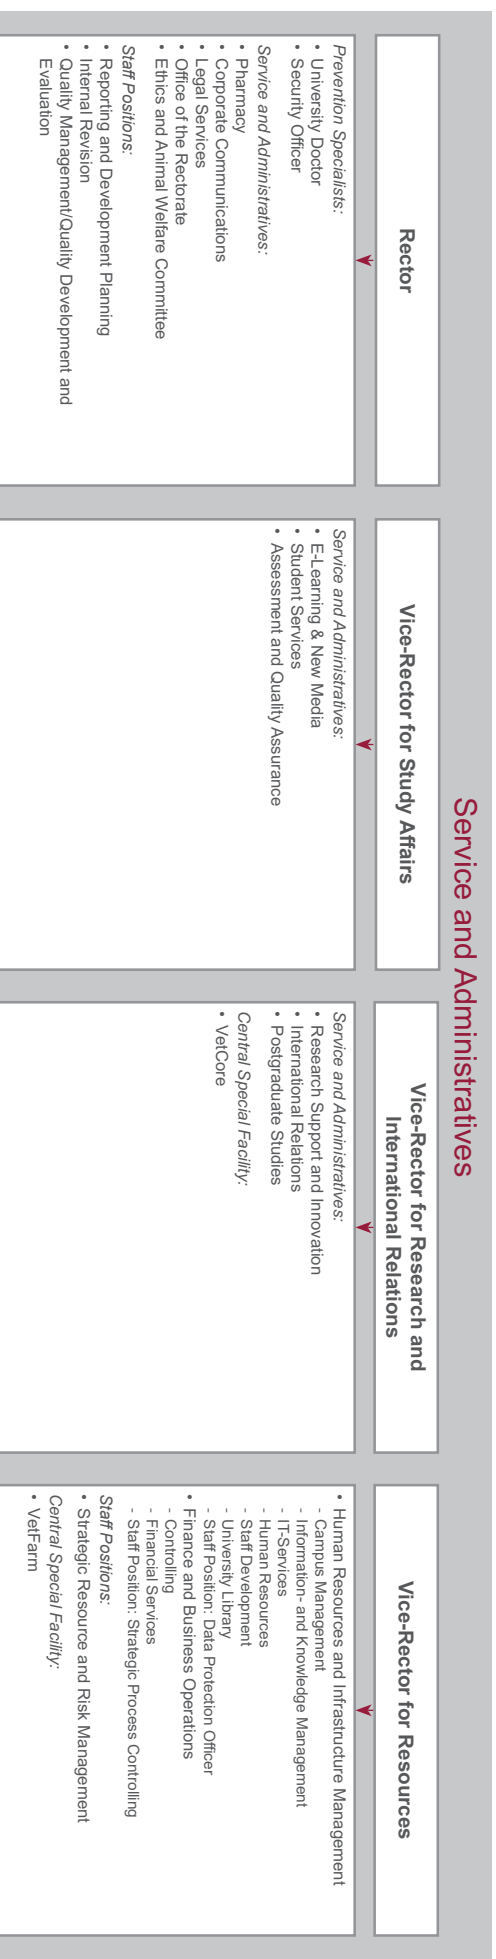 Service and Administratives
Rector
Prevention Specialists:
• University Doctor
• Security Officer
Service and Administratives:
• Pharmacy
• Corporate Communications
• Legal Services
• Office of the Rectorate
• Ethics and Animal Welfare Committee
Staff Positions:
• Reporting and Development Planning
• Internal Revision
• Quality Management/Quality Development and
Evaluation
Vice-Rector for Study Affairs
Service and Administratives:
• E-Learning & New Media
• Student Services
• Assessment and Quality Assurance
Vice-Rector for Research and
International Relations
Service and Administratives:
• Research Support and Innovation
• International Relations
• Postgraduate Studies
Central Special Facility:
• VetCore
Vice-Rector for Resources
• Human Resources and Infrastructure Management
- Campus Management
- Information- and Knowledge Management
- IT-Services
- Human Resources
- Staff Development
- University Library
- Staff Position: Data Protection Officer
• Finance and Business Operations
- Controlling
- Financial Services
- Staff Position: Strategic Process Controlling
Staff Positions:
• Strategic Resource and Risk Management
Central Special Facility:
• VetFarm